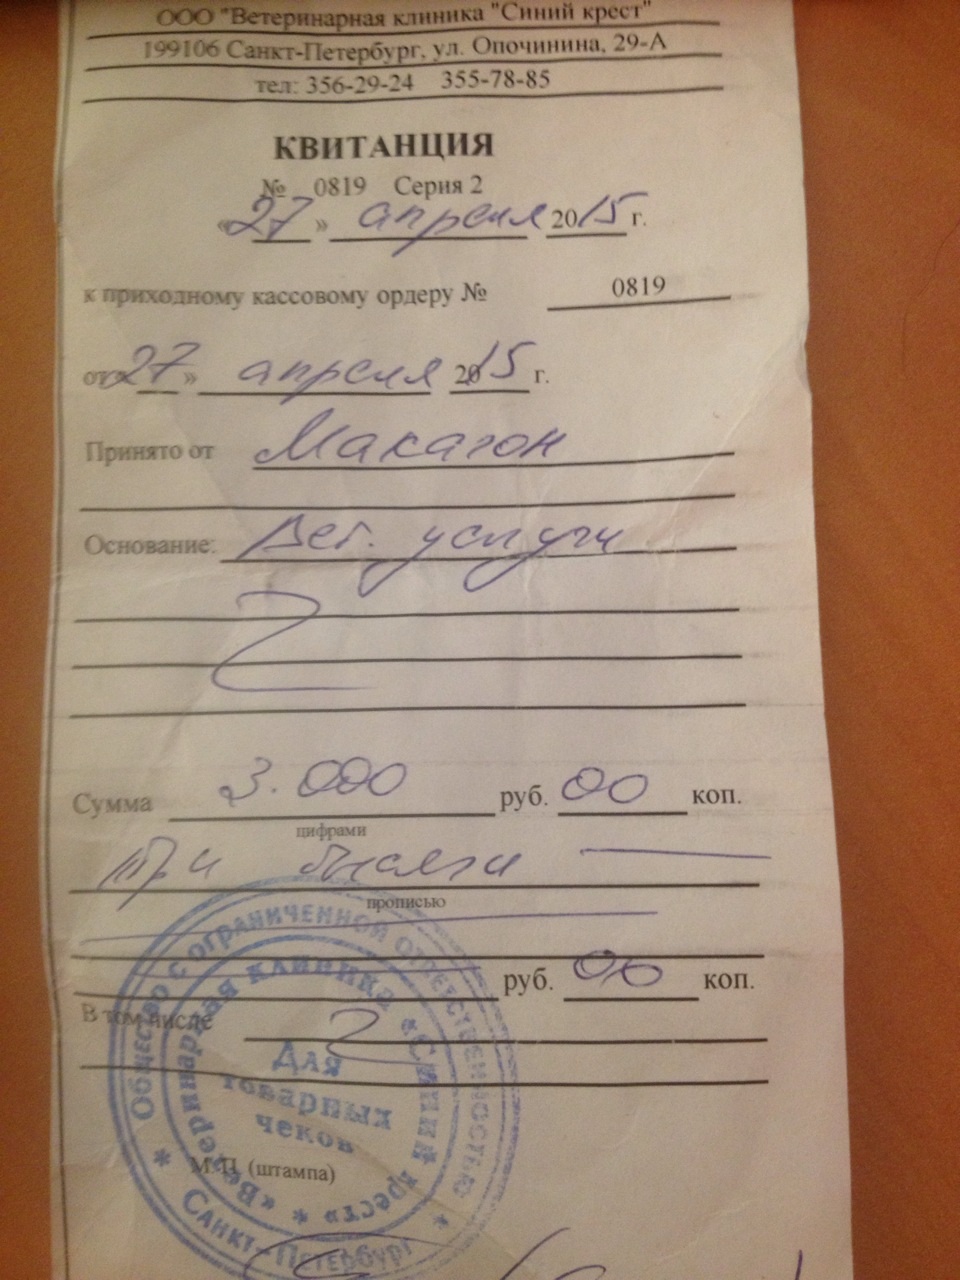 ООО "Ветеринарная клиника "Синий крест"
199106 Санкт-Петербург, ул. Опочинина, 29-А
тел: 356-29-24 355-78-85
КВИТАНЦИЯ
№ 0819 Серия 2
«27» апреля 2015 г.
к приходному кассовому ордеру № 0819
от «27» апреля 2015 г.
Принято от Макагон
Основание: Вет. услуги
Сумма 3.000 руб. 00 коп.
цифрами
три тысячи
прописью
руб. 00 коп.
В том числе
М.П. (штампа)
Общество с ограниченной ответственностью
* Санкт-Петербург *
«Ветеринарная клиника «Синий крест» *
Для
товарных
чеков